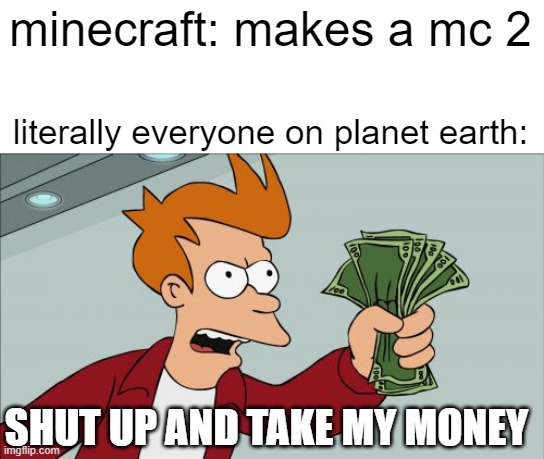 minecraft: makes a mc 2
literally everyone on planet earth:
SHUT UP AND TAKE MY MONEY
imgflip.com